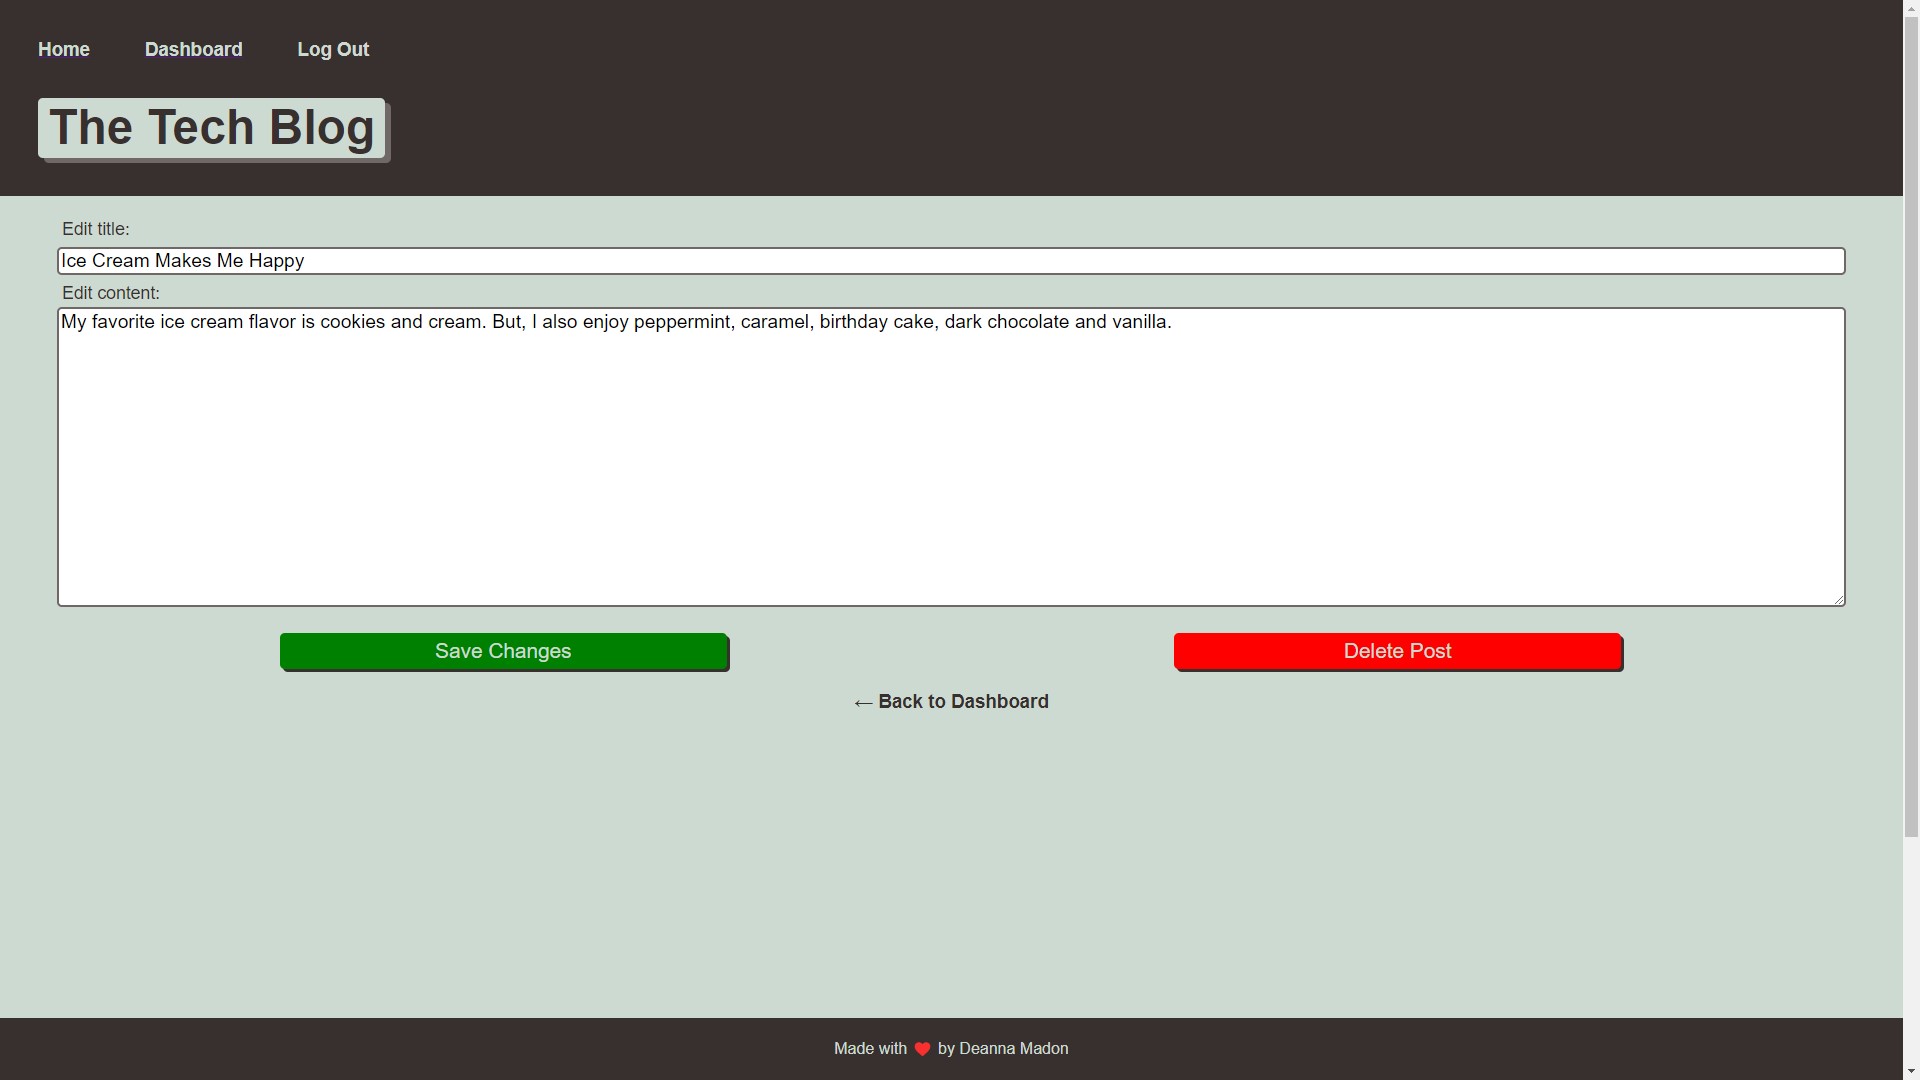 Home Dashboard Log Out
The Tech Blog
Edit title:
Ice Cream Makes Me Happy
Edit content:
My favorite ice cream flavor is cookies and cream. But, I also enjoy peppermint, caramel, birthday cake, dark chocolate and vanilla.
Save Changes Delete Post
← Back to Dashboard
Made with ❤️ by Deanna Madon